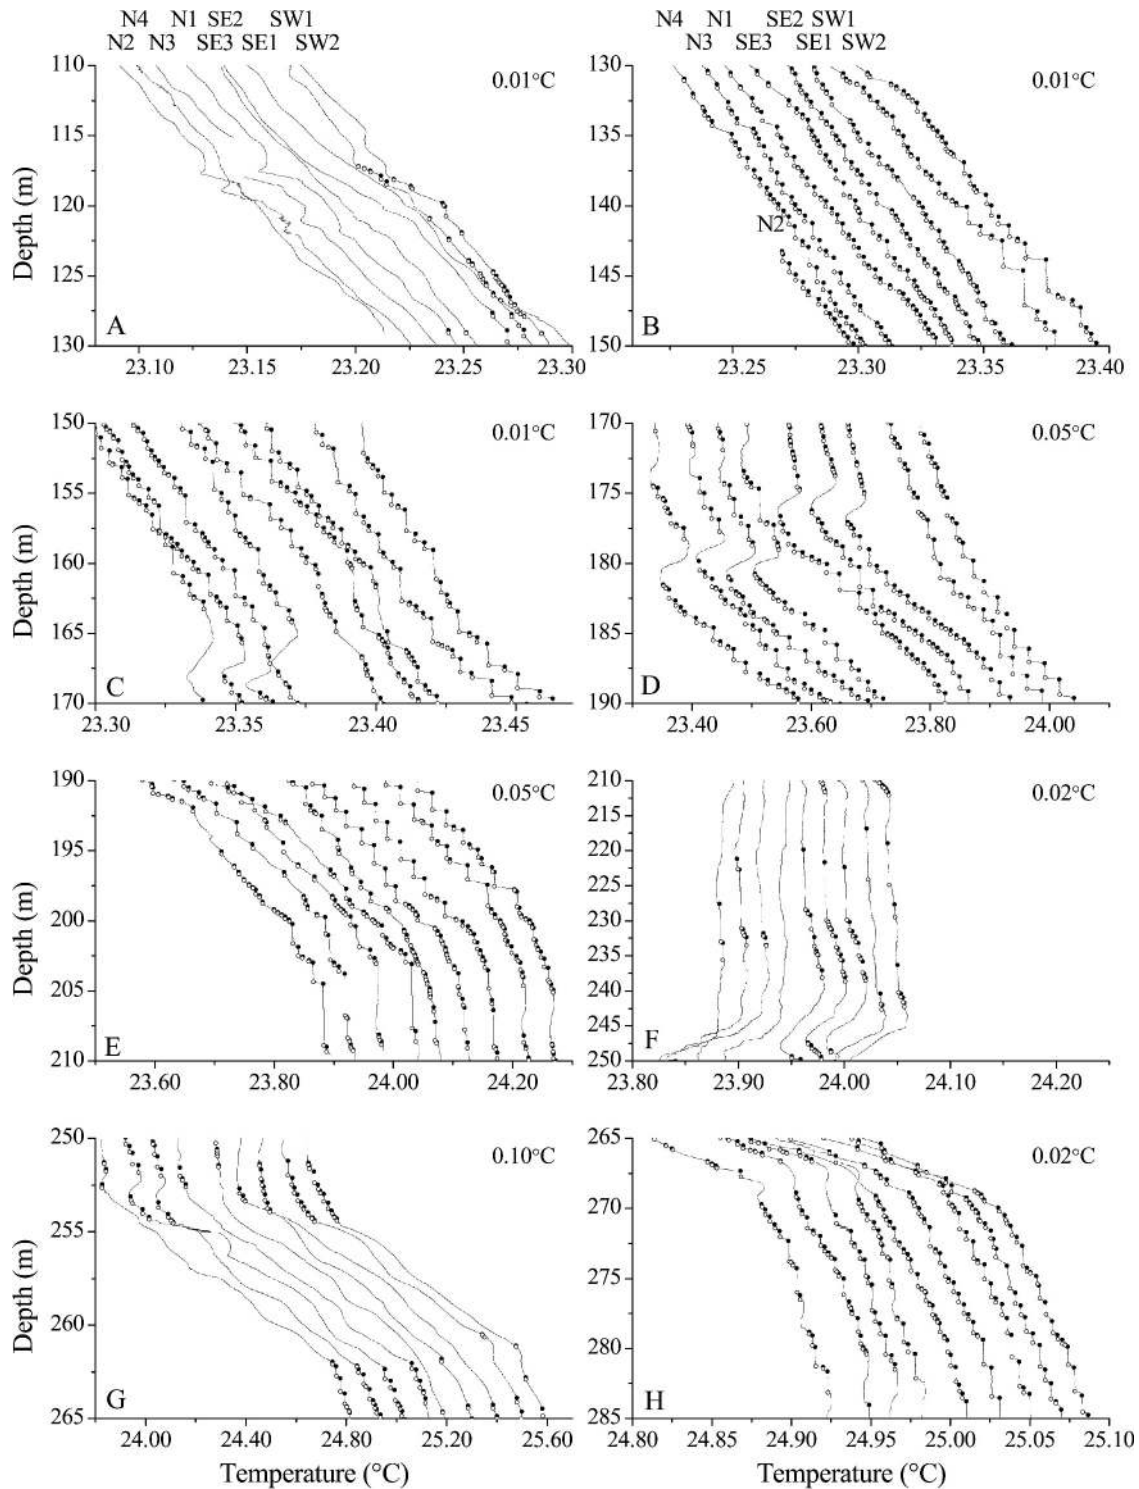 N4 N1 SE2 SW1
N2 N3 SE3 SE1 SW2
N4 N1 SE2 SW1
N3 SE3 SE1 SW2
110
115
120
125
130
Depth (m)
0.01°C
A
23.10 23.15 23.20 23.25 23.30
130
135
140
145
150
0.01°C
N2
B
23.25 23.30 23.35 23.40
150
155
160
165
170
Depth (m)
0.01°C
C
23.30 23.35 23.40 23.45
170
175
180
185
190
0.05°C
D
23.40 23.60 23.80 24.00
190
195
200
205
210
Depth (m)
0.05°C
E
23.60 23.80 24.00 24.20
210
220
230
235
240
245
250
0.02°C
F
23.80 23.90 24.00 24.10 24.20
250
255
260
265
Depth (m)
0.10°C
G
24.00 24.40 24.80 25.20 25.60
Temperature (°C)
265
270
275
280
285
0.02°C
H
24.80 24.85 24.90 24.95 25.00 25.05 25.10
Temperature (°C)